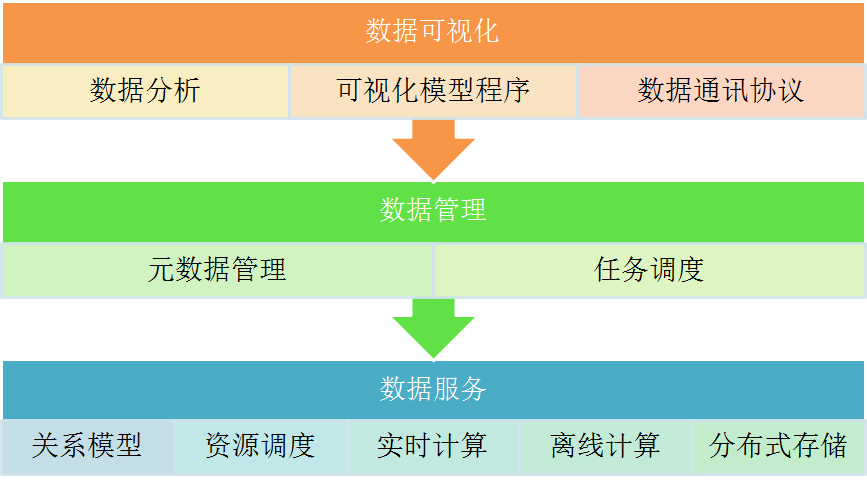 数据可视化
数据分析 可视化模型程序 数据通讯协议
数据管理
元数据管理 任务调度
数据服务
关系模型 资源调度 实时计算 离线计算 分布式存储